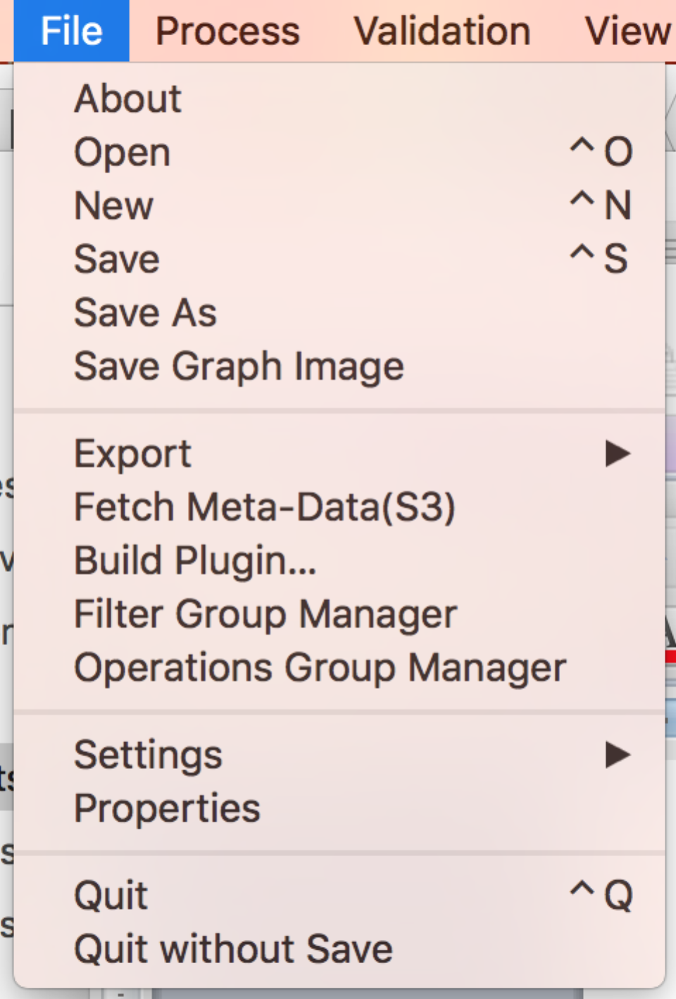 File Process Validation View
About
Open ^O
New ^N
Save ^S
Save As
Save Graph Image
Export ▶
Fetch Meta-Data(S3)
Build Plugin...
Filter Group Manager
Operations Group Manager
Settings ▶
Properties
Quit ^Q
Quit without Save